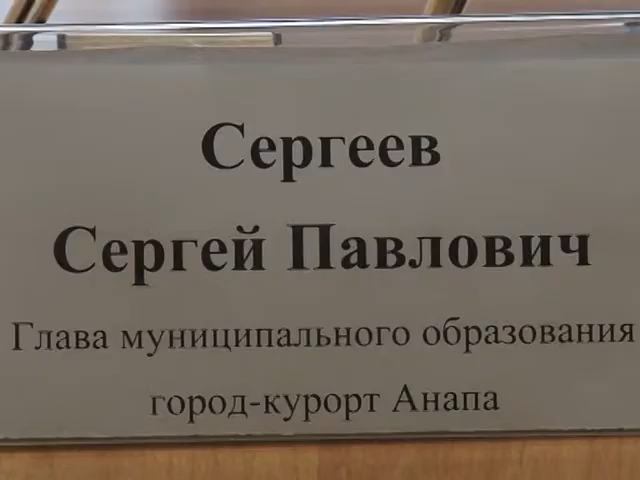 Сергеев
Сергей Павлович
Глава муниципального образования
город-курорт Анапа